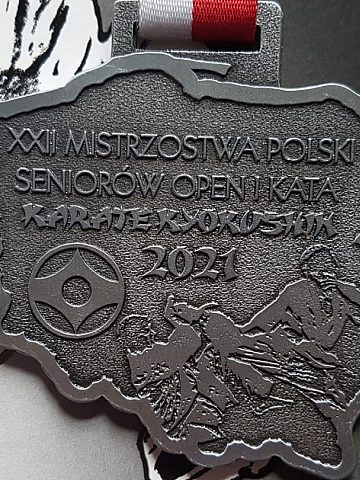 XXII MISTRZOSTWA POLSKI
SENIORÓW OPEN I KATA
KARATE KYOKUSHIN
2021